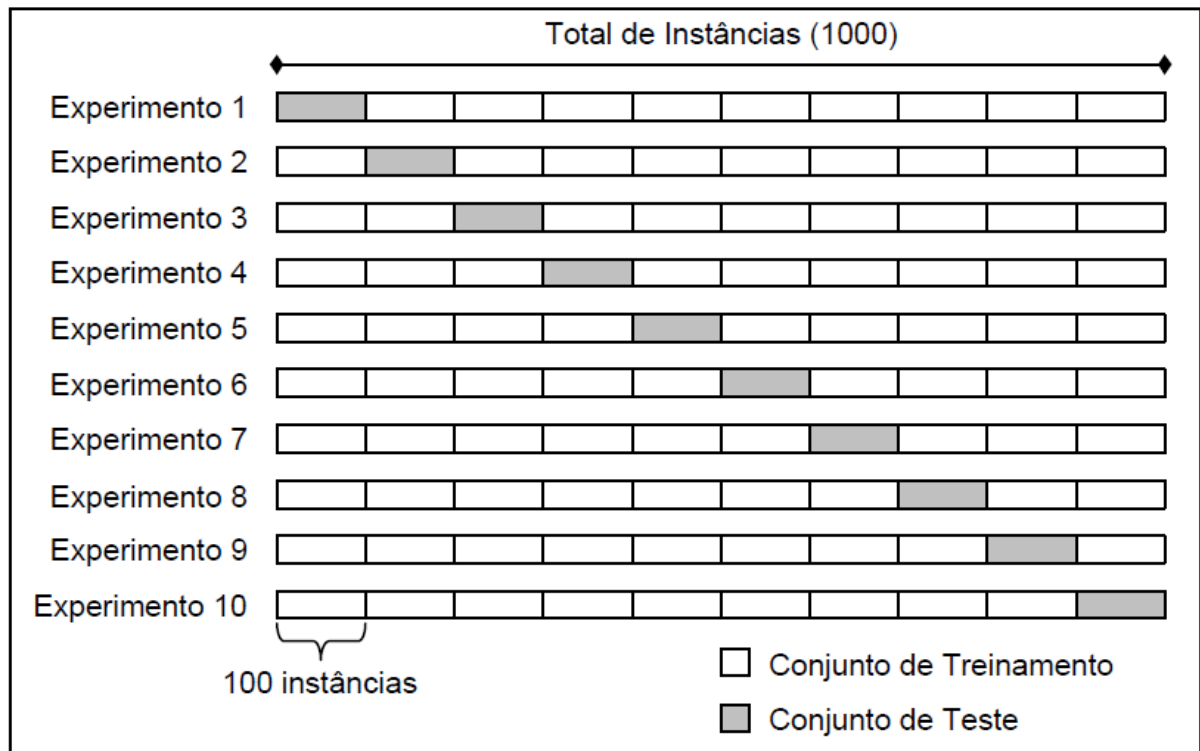 Total de Instâncias (1000)
Experimento 1
Experimento 2
Experimento 3
Experimento 4
Experimento 5
Experimento 6
Experimento 7
Experimento 8
Experimento 9
Experimento 10
100 instâncias
Conjunto de Treinamento
Conjunto de Teste